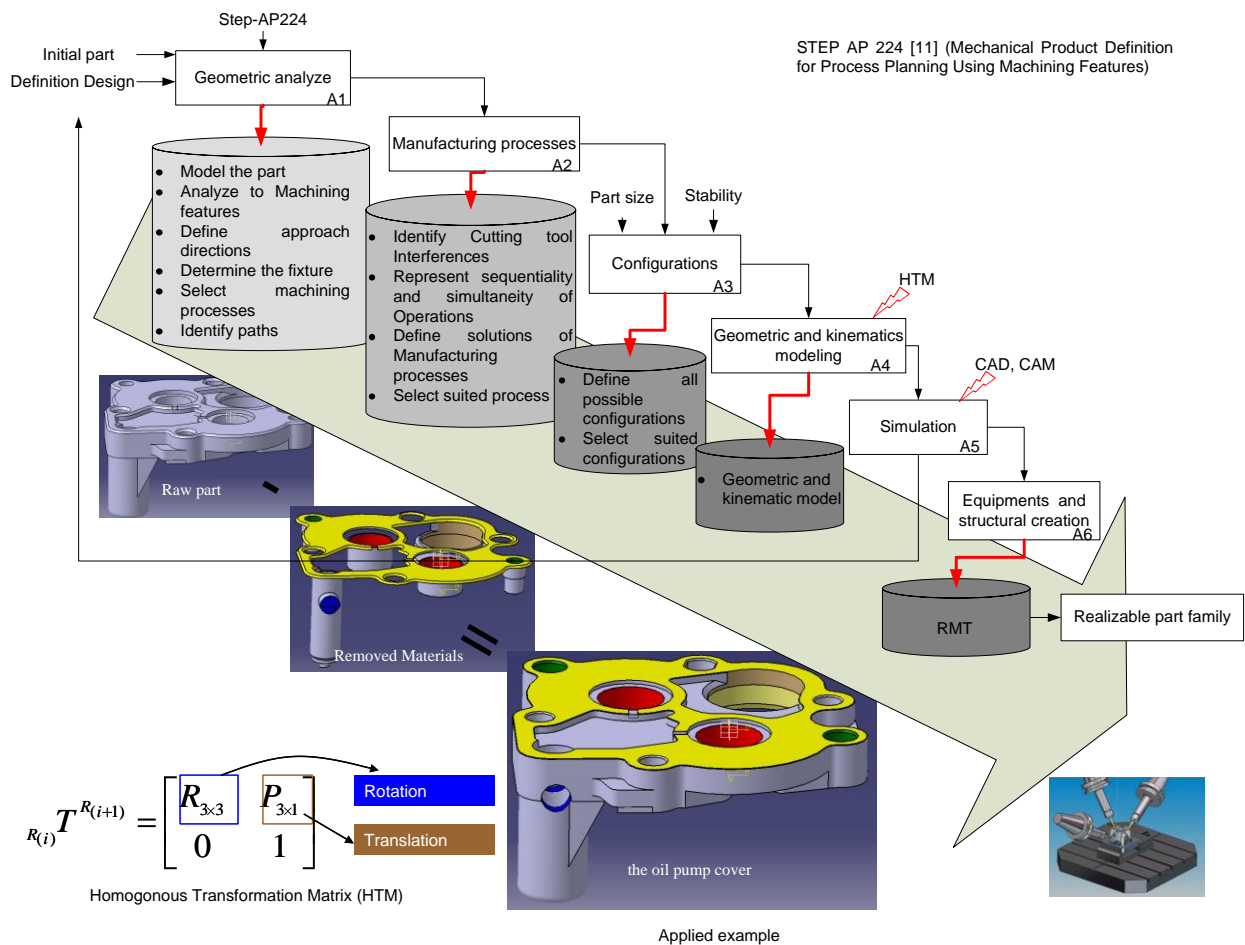 Step-AP224
Initial part
Definition Design
Geometric analyze
A1
STEP AP 224 [11] (Mechanical Product Definition
for Process Planning Using Machining Features)
Manufacturing processes
A2
• Model the part
• Analyze to Machining
features
• Define approach
directions
• Determine the fixture
• Select machining
processes
• Identify paths
Part size
Stability
• Identify Cutting tool
Interferences
• Represent sequentiality
and simultaneity of
Operations
• Define solutions of
Manufacturing
processes
• Select suited process
Configurations
A3
HTM
Geometric and kinematics
modeling
A4
• Define all
possible
configurations
• Select suited
configurations
CAD, CAM
Simulation
A5
• Geometric and
kinematic model
Equipments and
structural creation
A6
Raw part
RMT
Realizable part family
Removed Materials
R(i)T^R(i+1) = [R3×3 P3×1
0 1]
Rotation
Translation
Homogonous Transformation Matrix (HTM)
the oil pump cover
Applied example